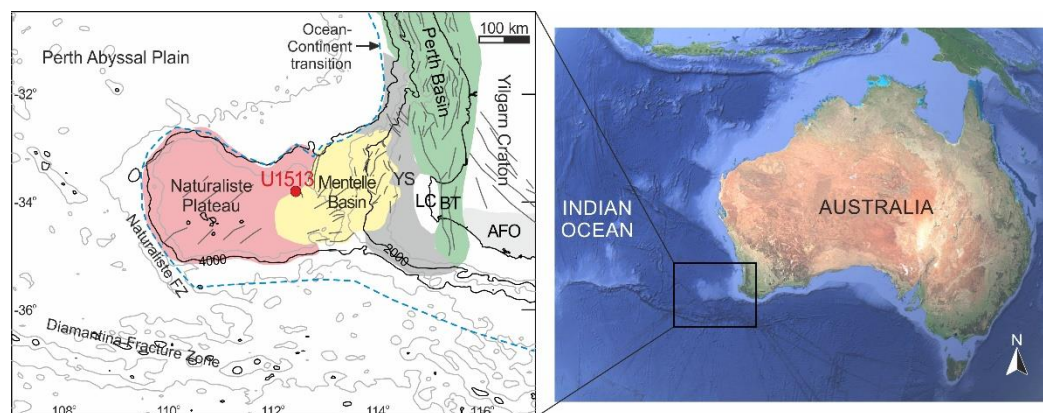 Ocean-
Continent
transition
100 km
Perth Abyssal Plain
Perth Basin
Yilgarn Craton
-32°
U1513
Naturaliste
Plateau
Mentelle
Basin
YS
LC
BT
-34°
AFO
Naturaliste FZ
4000
2000
-36°
Diamantina Fracture Zone
108°
110°
112°
114°
116°
INDIAN
OCEAN
AUSTRALIA
N